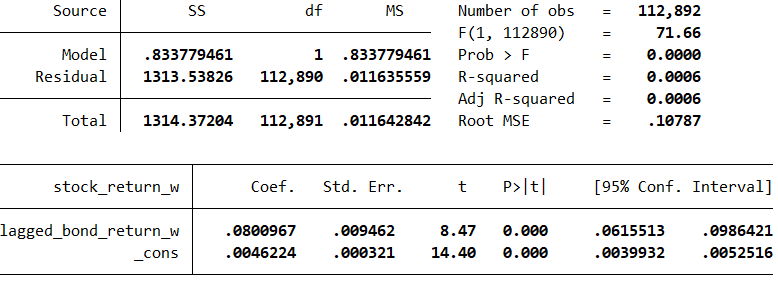 Source SS df MS Number of obs = 112,892
F(1, 112890) = 71.66
Model .833779461 1 .833779461 Prob > F = 0.0000
Residual 1313.53826 112,890 .011635559 R-squared = 0.0006
Adj R-squared = 0.0006
Total 1314.37204 112,891 .011642842 Root MSE = .10787
stock_return_w Coef. Std. Err. t P>|t| [95% Conf. Interval]
lagged_bond_return_w .0800967 .009462 8.47 0.000 .0615513 .0986421
_cons .0046224 .000321 14.40 0.000 .0039932 .0052516